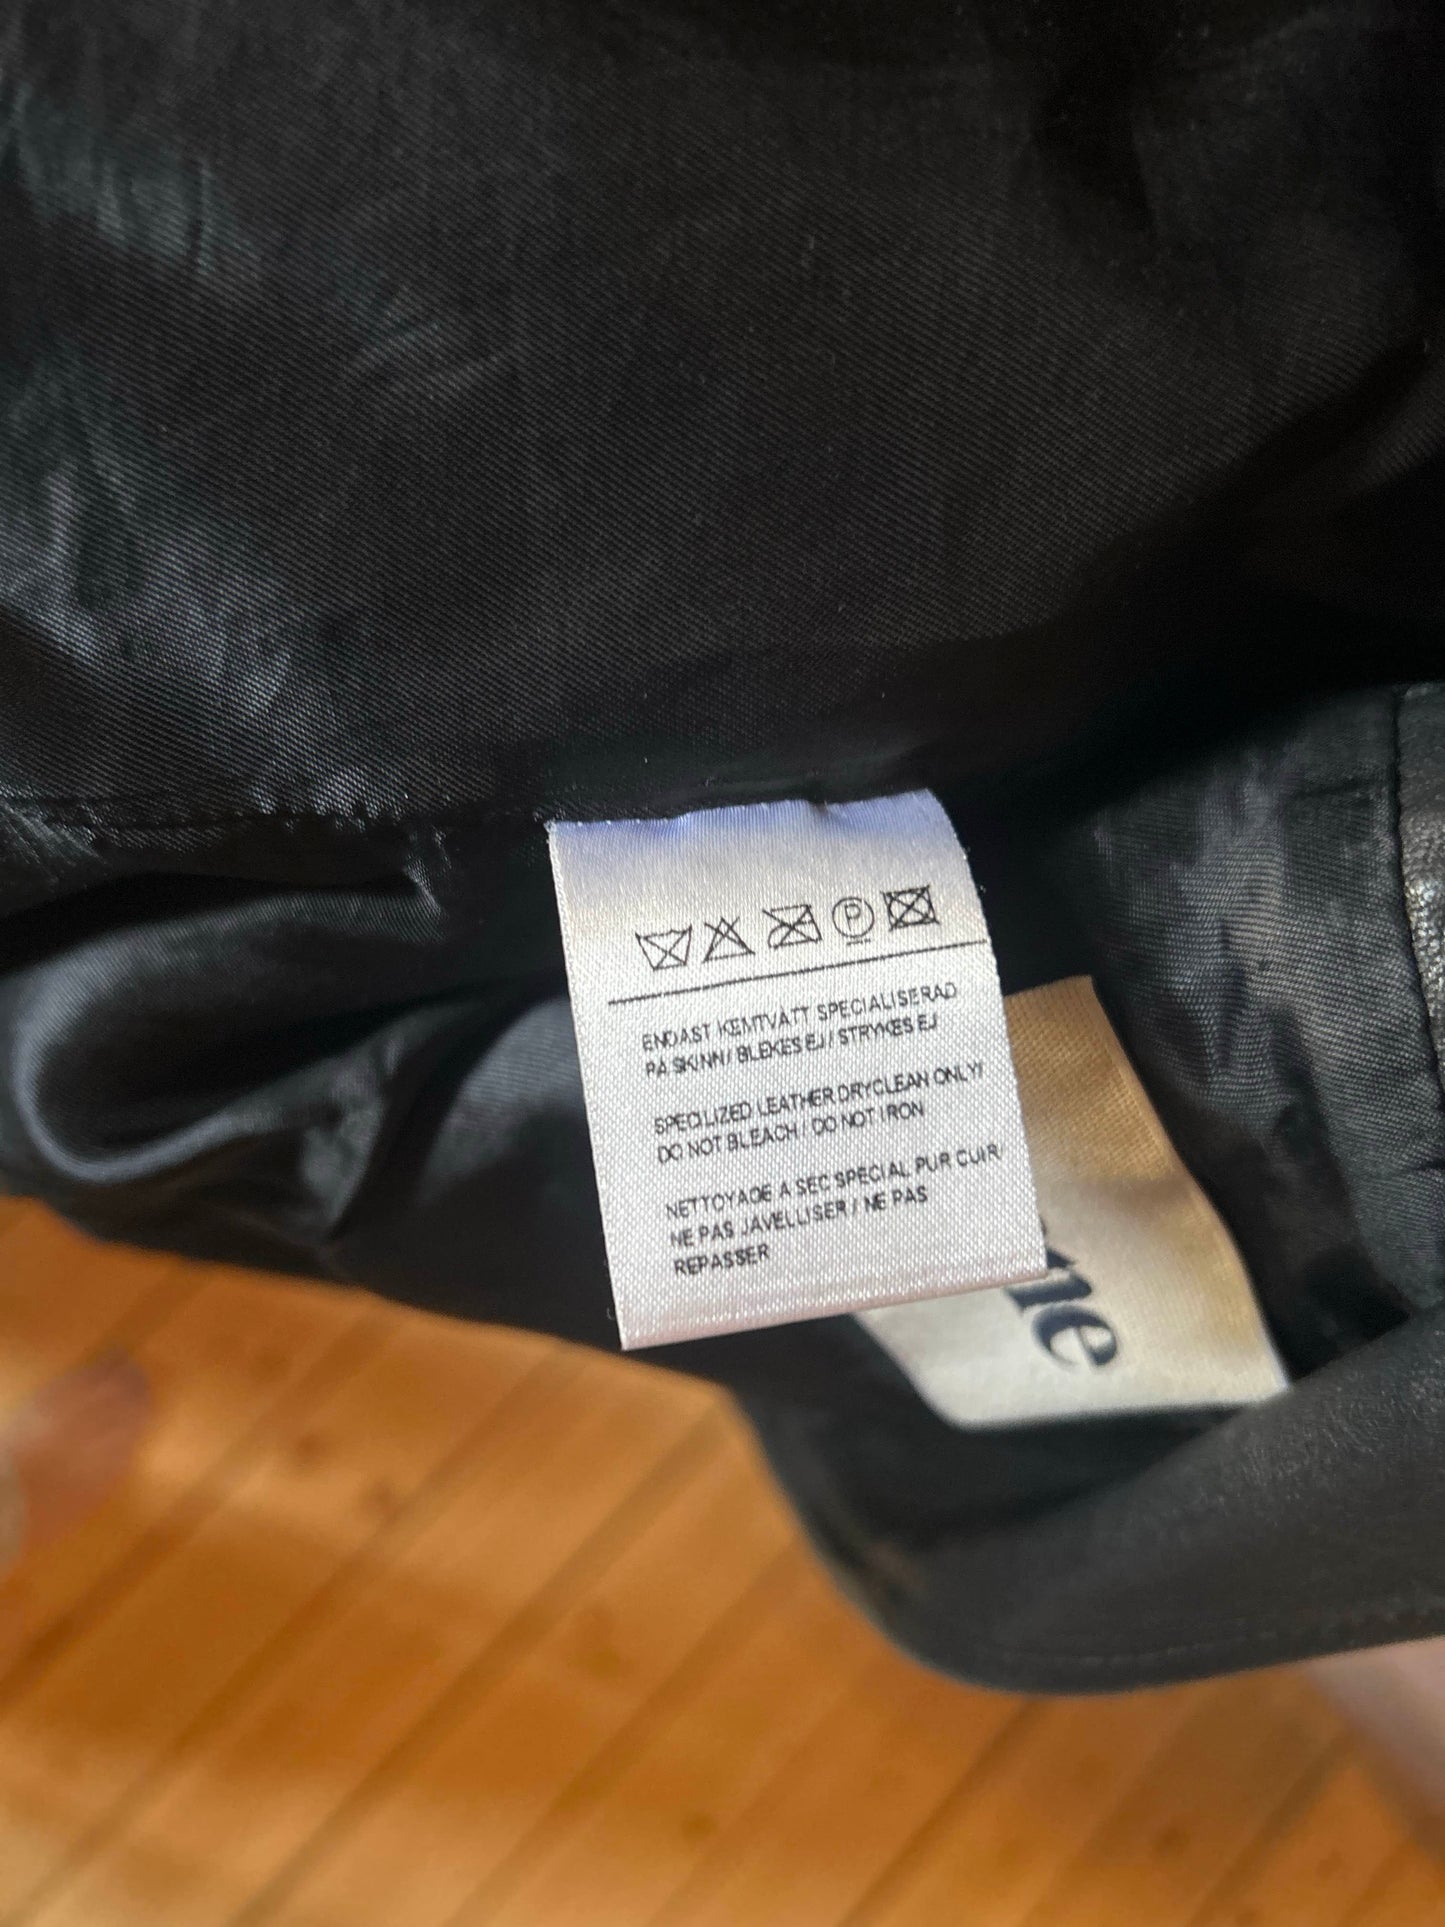 P
ENDAST KEMTVÄTT SPECIALISERAD
PÅ SKINN / BLEKES EJ / STRYKES EJ
SPECILIZED LEATHER DRYCLEAN ONLY/
DO NOT BLEACH / DO NOT IRON
NETTOYAGE A SEC SPECIAL PUR CUIR
NE PAS JAVELLISER / NE PAS
REPASSER